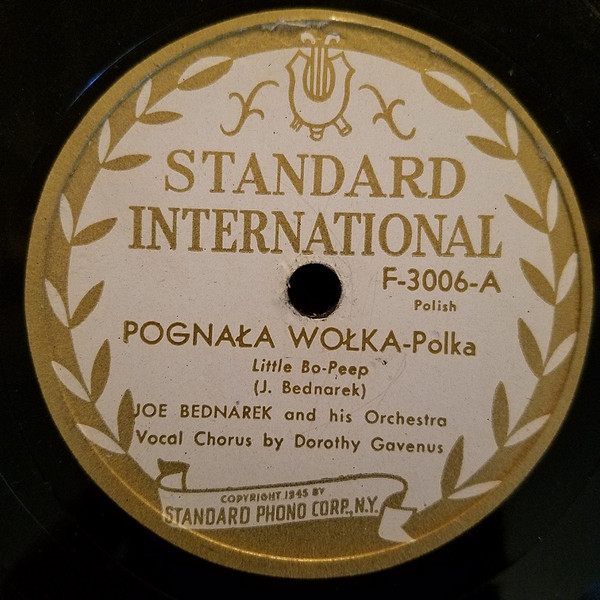 STANDARD
INTERNATIONAL
F-3006-A
Polish
POGNAŁA WOŁKA-Polka
Little Bo-Peep
(J. Bednarek)
JOE BEDNAREK and his Orchestra
Vocal Chorus by Dorothy Gavenus
COPYRIGHT 1945 BY
STANDARD PHONO CORP., N.Y.